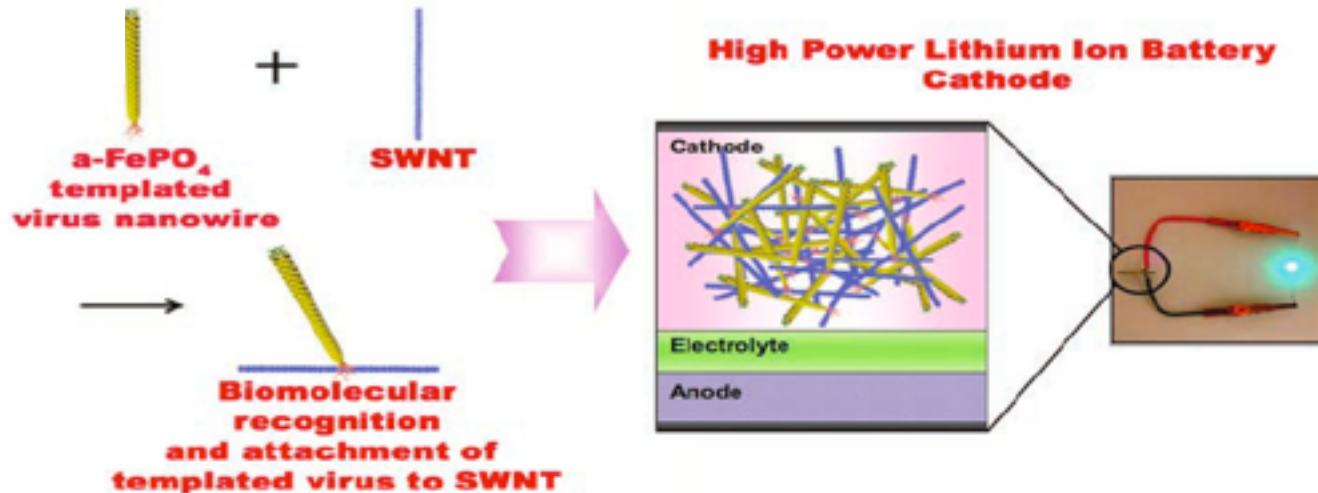 +
a-FePO₄
templated
virus nanowire
SWNT
Biomolecular
recognition
and attachment of
templated virus to SWNT
High Power Lithium Ion Battery
Cathode
Cathode
Electrolyte
Anode